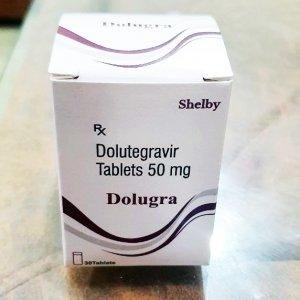 Dolugra
Shelby
Rx
Dolutegravir
Tablets 50 mg
Dolugra
30Tablets